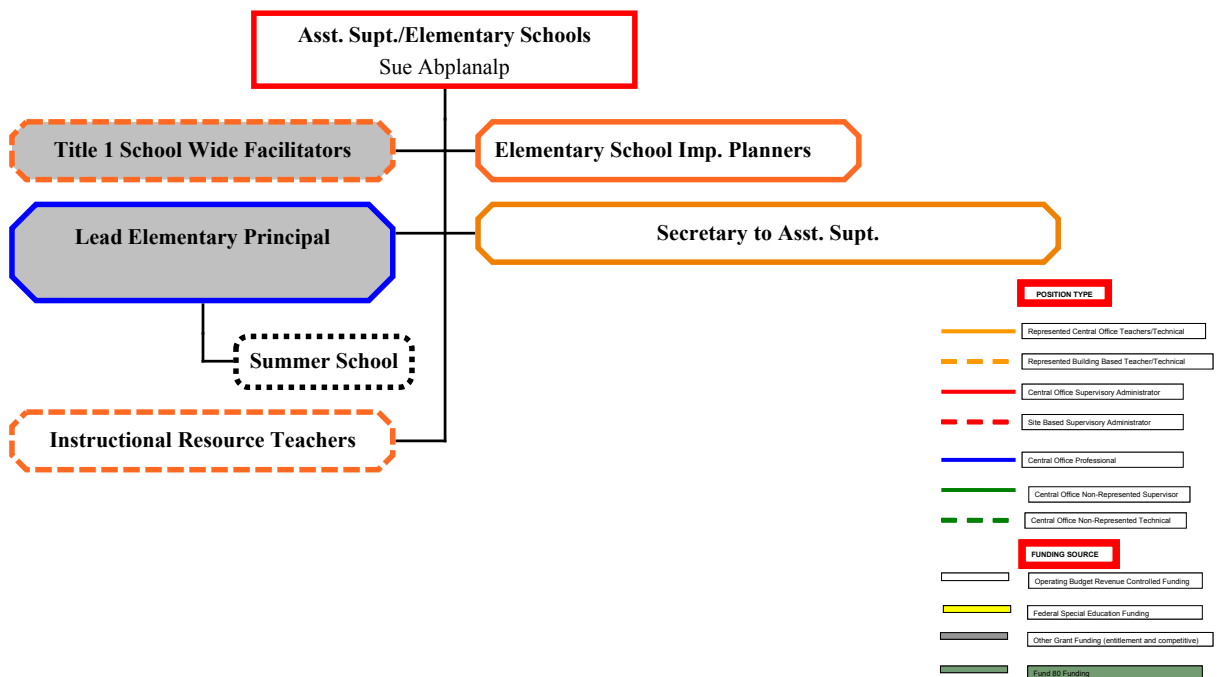 Asst. Supt./Elementary Schools
Sue Abplanalp
Title 1 School Wide Facilitators
Elementary School Imp. Planners
Lead Elementary Principal
Secretary to Asst. Supt.
Summer School
Instructional Resource Teachers
POSITION TYPE
Represented Central Office Teachers/Technical
Represented Building Based Teacher/Technical
Central Office Supervisory Administrator
Site Based Supervisory Administrator
Central Office Professional
Central Office Non-Represented Supervisor
Central Office Non-Represented Technical
FUNDING SOURCE
Operating Budget Revenue Controlled Funding
Federal Special Education Funding
Other Grant Funding (entitlement and competitive)
Fund 80 Funding